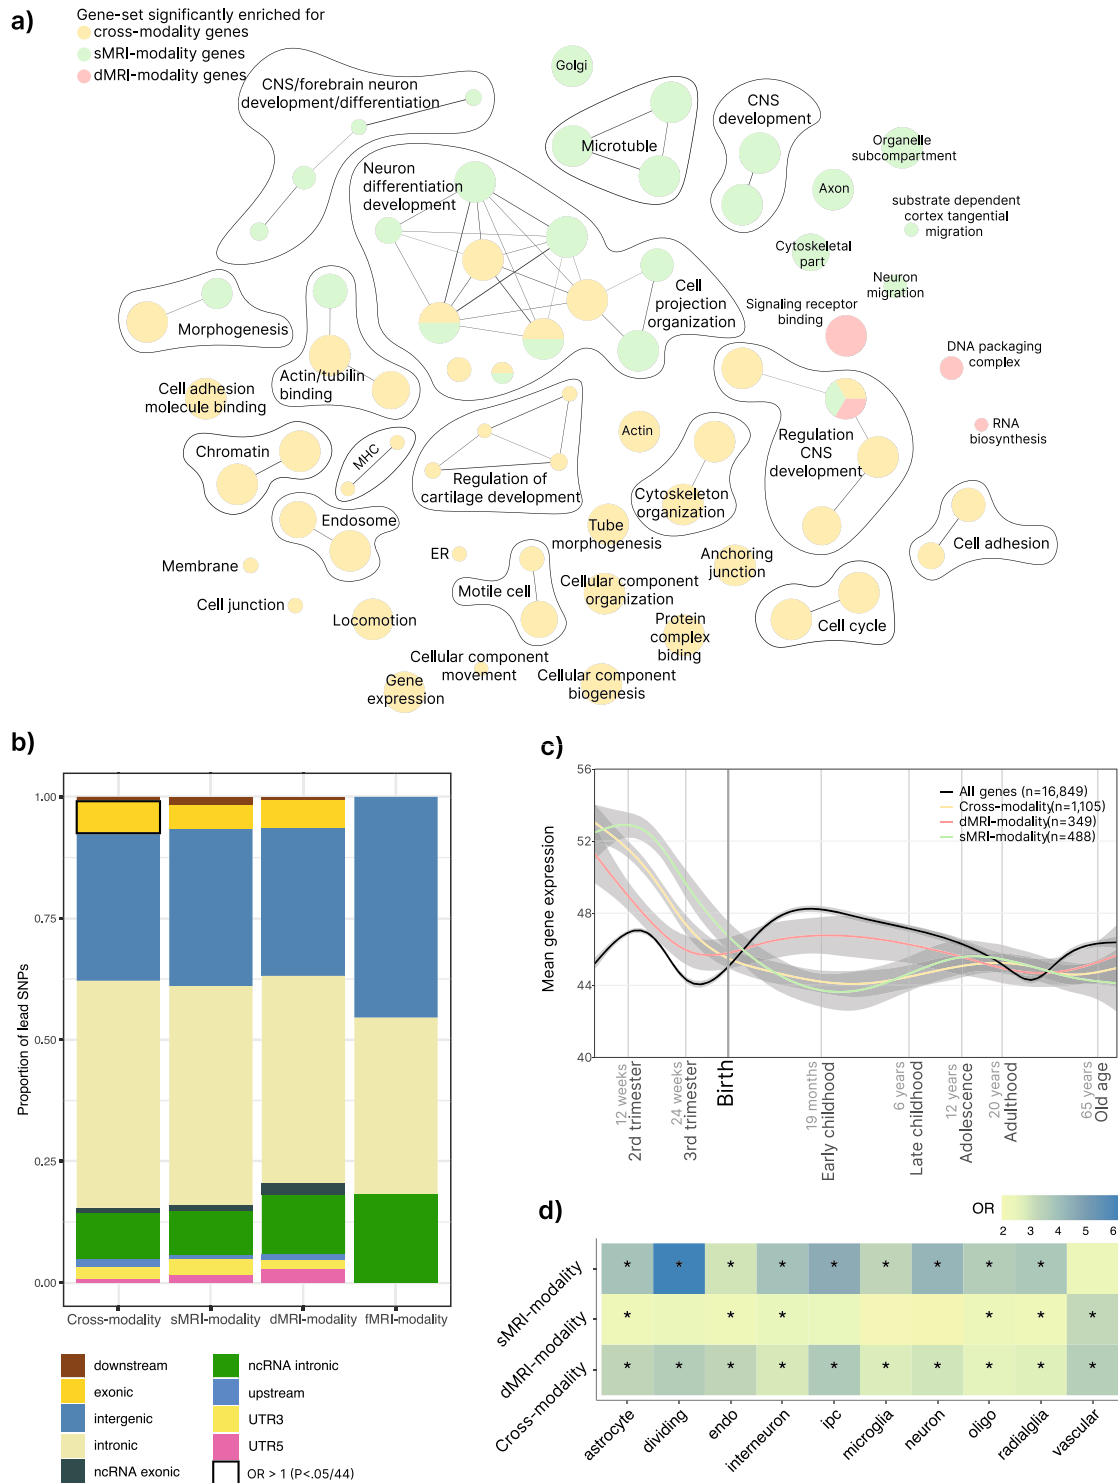 a)
Gene-set significantly enriched for
cross-modality genes
sMRI-modality genes
dMRI-modality genes
CNS/forebrain neuron
development/differentiation
Golgi
Microtuble
CNS
development
Organelle
subcompartment
Axon
substrate dependent
cortex tangential
migration
Cytoskeletal
part
Neuron
migration
Neuron
differentiation
development
Cell
projection
organization
Signaling receptor
binding
DNA packaging
complex
RNA
biosynthesis
Morphogenesis
Actin/tubilin
binding
Cell adhesion
molecule binding
Chromatin
MHC
Regulation of
cartilage development
Actin
Cytoskeleton
organization
Regulation
CNS
development
Endosome
Tube
morphogenesis
Cell adhesion
Membrane
ER
Anchoring
junction
Cell junction
Motile cell
Cellular component
organization
Locomotion
Protein
complex
biding
Cell cycle
Cellular component
movement
Gene
expression
Cellular component
biogenesis
b)
Proportion of lead SNPs
1.00
0.75
0.50
0.25
0.00
Cross-modality
sMRI-modality
dMRI-modality
fMRI-modality
downstream
exonic
intergenic
intronic
ncRNA exonic
ncRNA intronic
upstream
UTR3
UTR5
OR > 1 (P<.05/44)
c)
Mean gene expression
56
52
48
44
40
All genes (n=16,849)
Cross-modality(n=1,105)
dMRI-modality(n=349)
sMRI-modality(n=488)
12 weeks
2rd trimester
24 weeks
3rd trimester
Birth
19 months
Early childhood
6 years
Late childhood
12 years
Adolescence
20 years
Adulthood
65 years
Old age
d)
OR
2 3 4 5 6
sMRI-modality
* * * * * * * * *
dMRI-modality
* * * * * *
Cross-modality
* * * * * * * * * *
astrocyte
dividing
endo
interneuron
ipc
microglia
neuron
oligo
radialglia
vascular